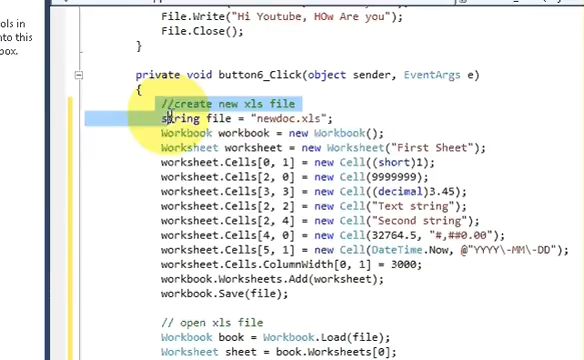 ols in
nto this
box.
File.Write("Hi Youtube, HOw Are you");
File.Close();
}
private void button6_Click(object sender, EventArgs e)
{
//create new xls file
string file = "newdoc.xls";
Workbook workbook = new Workbook();
Worksheet worksheet = new Worksheet("First Sheet");
worksheet.Cells[0, 1] = new Cell((short)1);
worksheet.Cells[2, 0] = new Cell(9999999);
worksheet.Cells[3, 3] = new Cell((decimal)3.45);
worksheet.Cells[2, 2] = new Cell("Text string");
worksheet.Cells[2, 4] = new Cell("Second string");
worksheet.Cells[4, 0] = new Cell(32764.5, "#,##0.00");
worksheet.Cells[5, 1] = new Cell(DateTime.Now, @"YYYY\-MM\-DD");
worksheet.Cells.ColumnWidth[0, 1] = 3000;
workbook.Worksheets.Add(worksheet);
workbook.Save(file);
// open xls file
Workbook book = Workbook.Load(file);
Worksheet sheet = book.Worksheets[0];